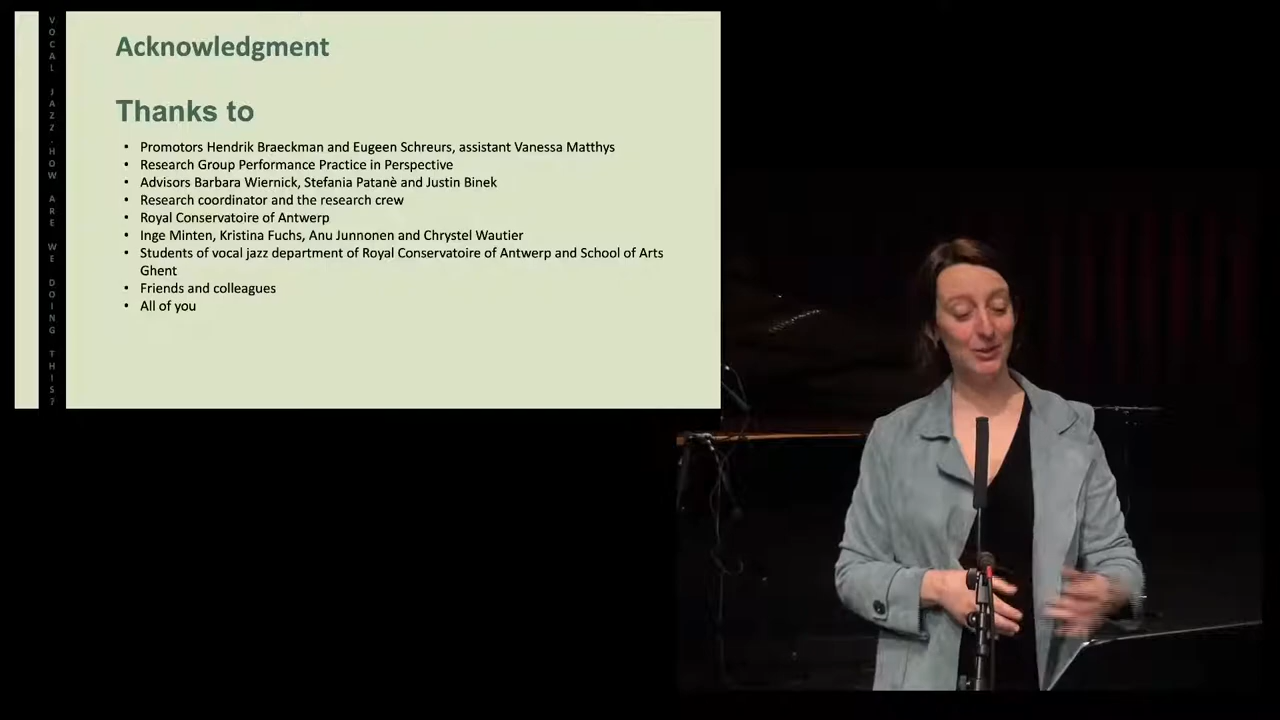 VOCAL JAZZ. HOW ARE WE DOING THIS?
Acknowledgment
Thanks to
• Promotors Hendrik Braeckman and Eugeen Schreurs, assistant Vanessa Matthys
• Research Group Performance Practice in Perspective
• Advisors Barbara Wiernick, Stefania Patanè and Justin Binek
• Research coordinator and the research crew
• Royal Conservatoire of Antwerp
• Inge Minten, Kristina Fuchs, Anu Junnonen and Chrystel Wautier
• Students of vocal jazz department of Royal Conservatoire of Antwerp and School of Arts
Ghent
• Friends and colleagues
• All of you